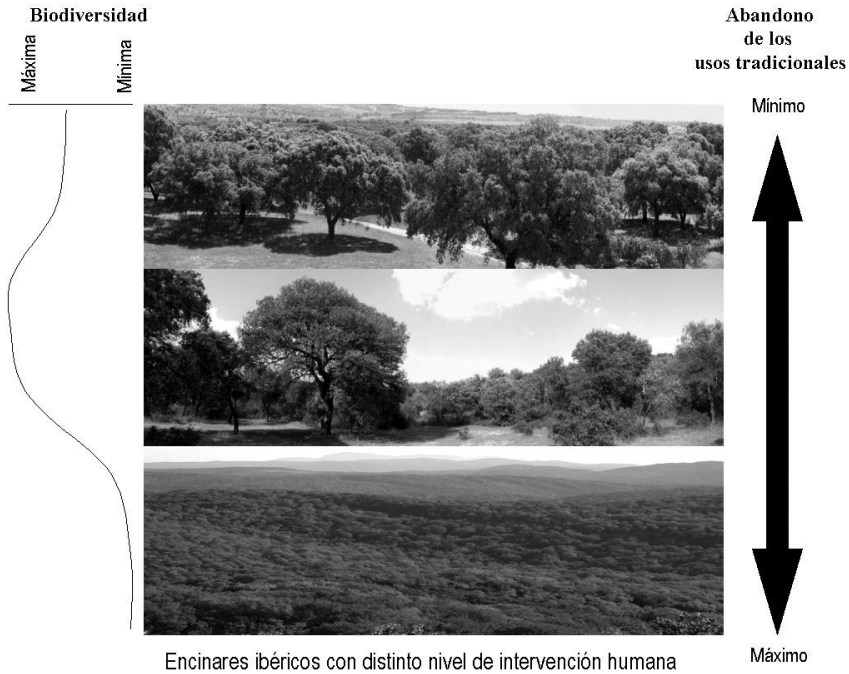 Biodiversidad
Máxima
Mínima
Abandono
de los
usos tradicionales
Mínimo
Máximo
Encinares ibéricos con distinto nivel de intervención humana